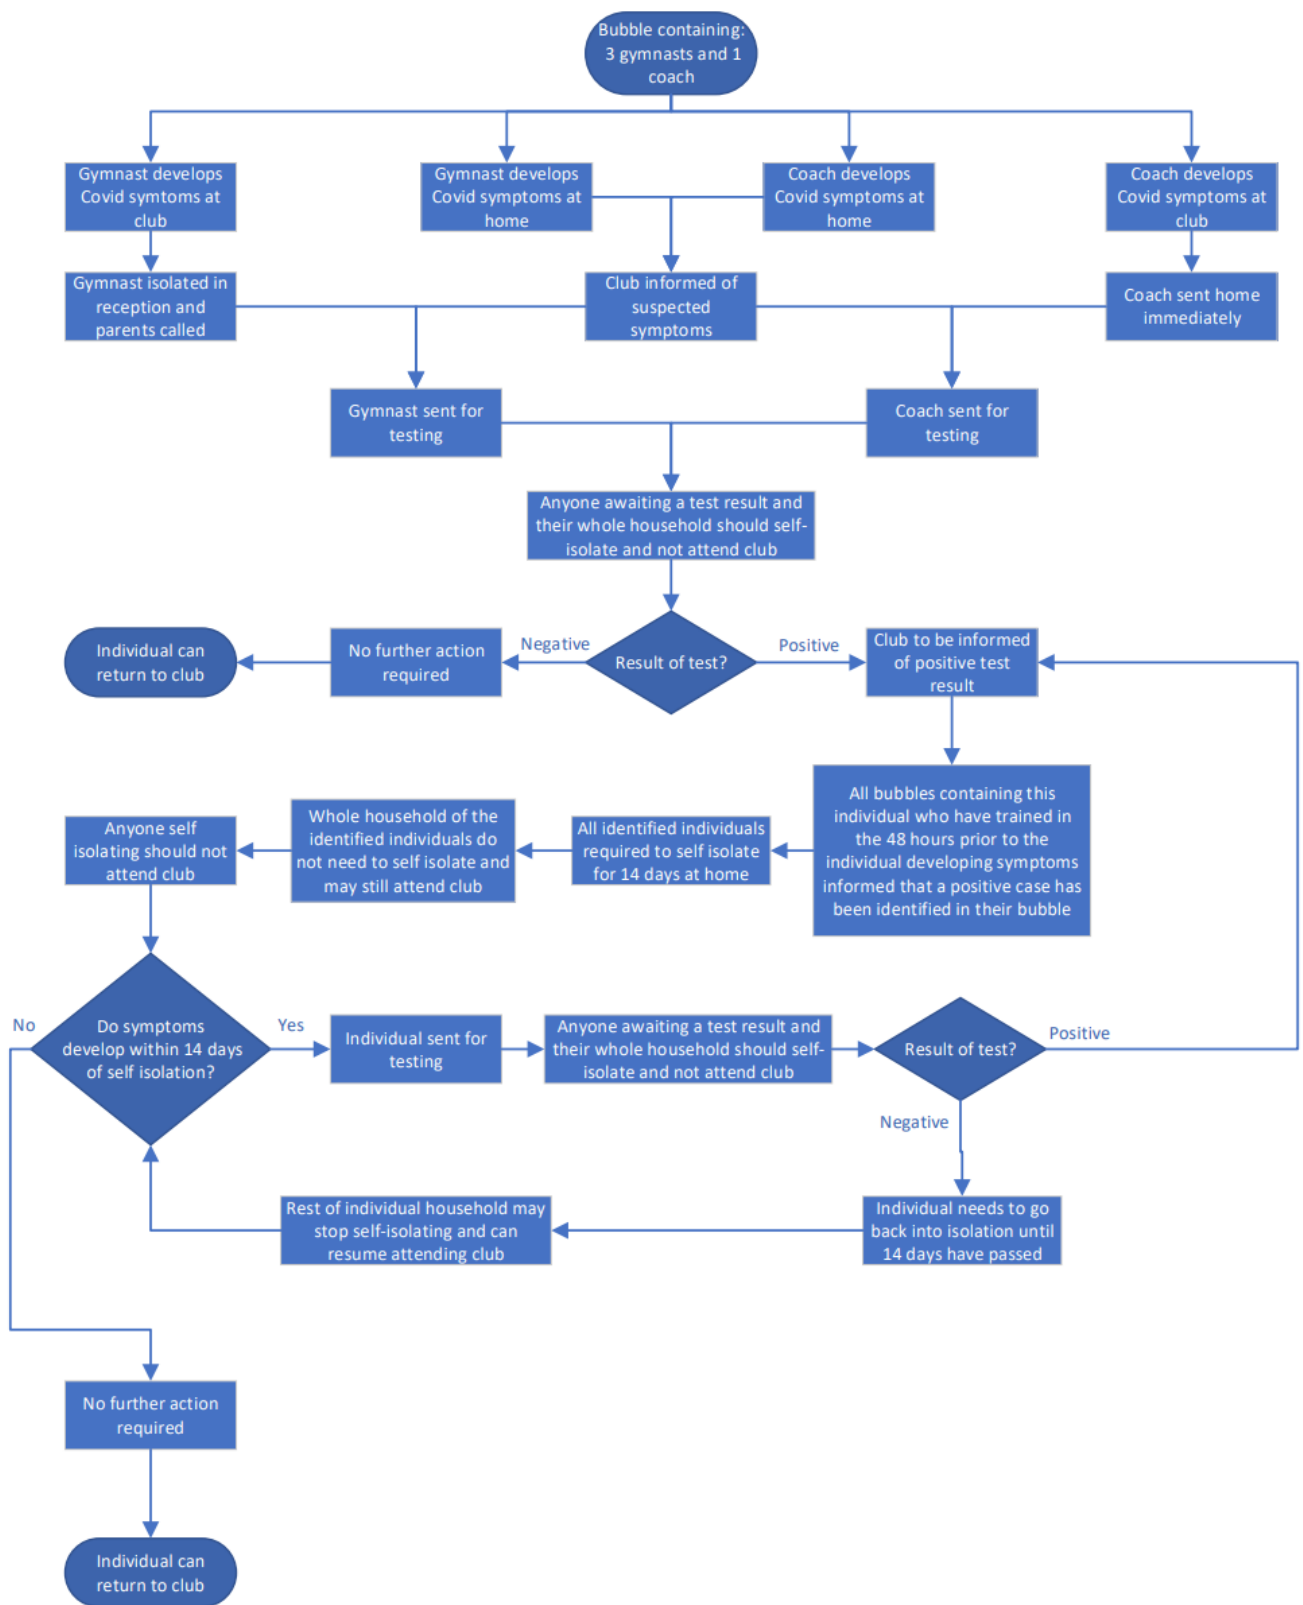 Bubble containing:
3 gymnasts and 1
coach
Gymnast develops
Covid symtoms at
club
Gymnast develops
Covid symptoms at
home
Coach develops
Covid symptoms at
home
Coach develops
Covid symptoms at
club
Gymnast isolated in
reception and
parents called
Club informed of
suspected
symptoms
Coach sent home
immediately
Gymnast sent for
testing
Coach sent for
testing
Anyone awaiting a test result and
their whole household should self-
isolate and not attend club
Individual can
return to club
No further action
required
Negative
Result of test?
Positive
Club to be informed
of positive test
result
Anyone self
isolating should not
attend club
Whole household of the
identified individuals do
not need to self isolate and
may still attend club
All identified individuals
required to self isolate
for 14 days at home
All bubbles containing this
individual who have trained in
the 48 hours prior to the
individual developing symptoms
informed that a positive case has
been identified in their bubble
No
Do symptoms
develop within 14 days
of self isolation?
Yes
Individual sent for
testing
Anyone awaiting a test result and
their whole household should self-
isolate and not attend club
Result of test?
Positive
Negative
Rest of individual household may
stop self-isolating and can
resume attending club
Individual needs to go
back into isolation until
14 days have passed
No further action
required
Individual can
return to club